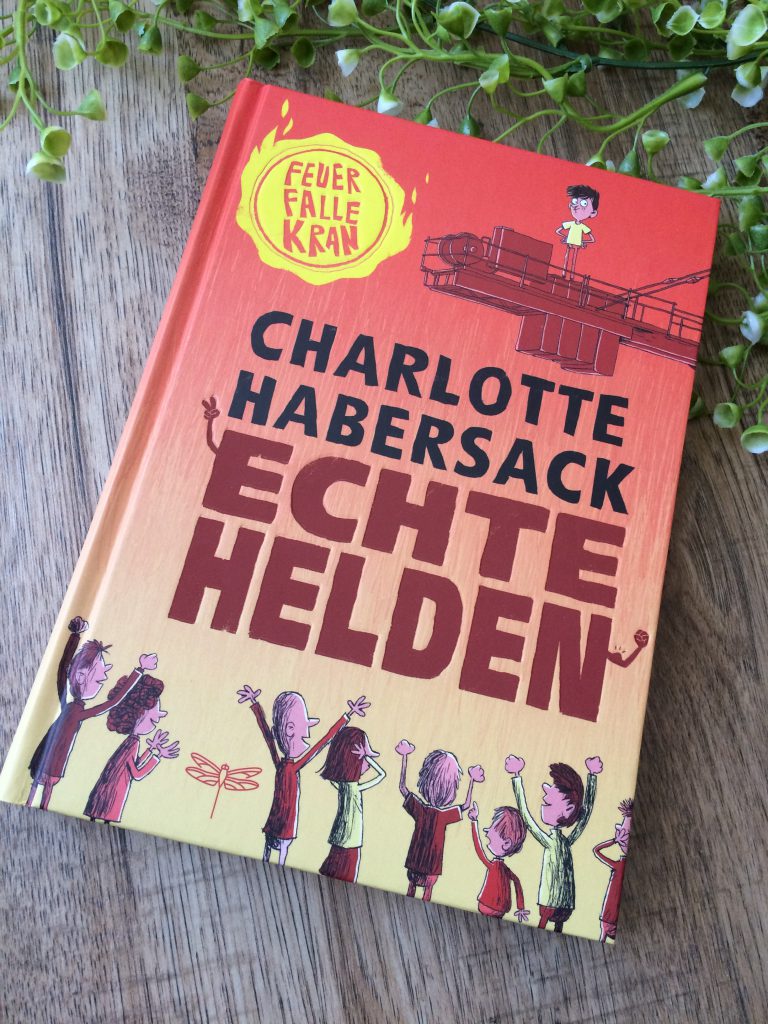 FEUER
FALLE
KRAN
CHARLOTTE
HABERSACK
ECHTE
HELDEN